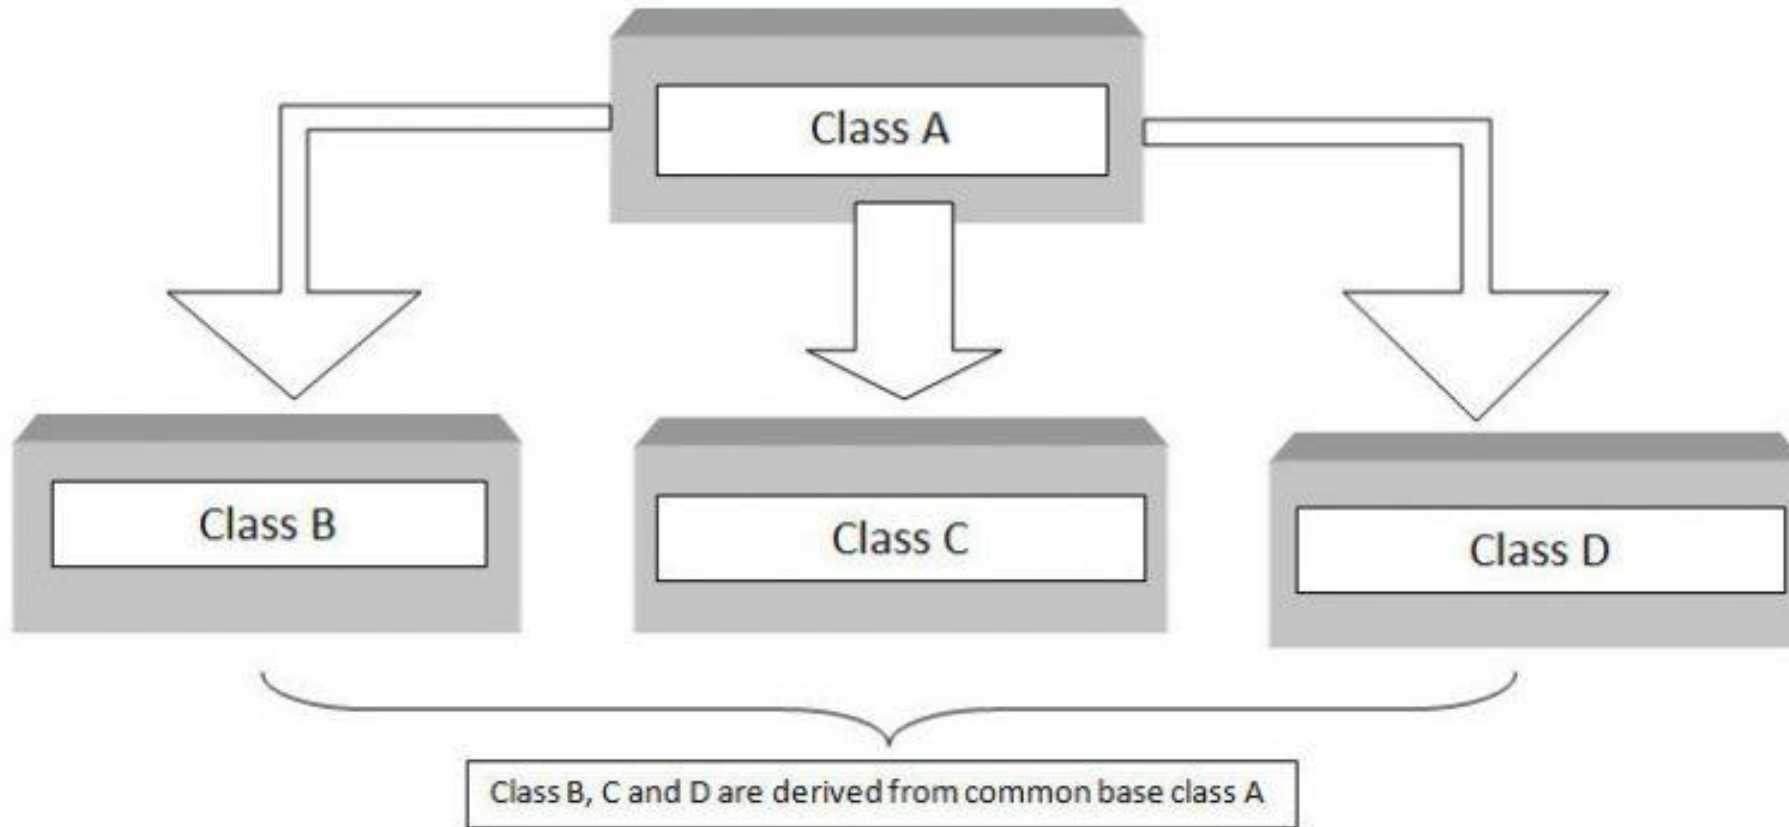 Class A
Class B
Class C
Class D
Class B, C and D are derived from common base class A